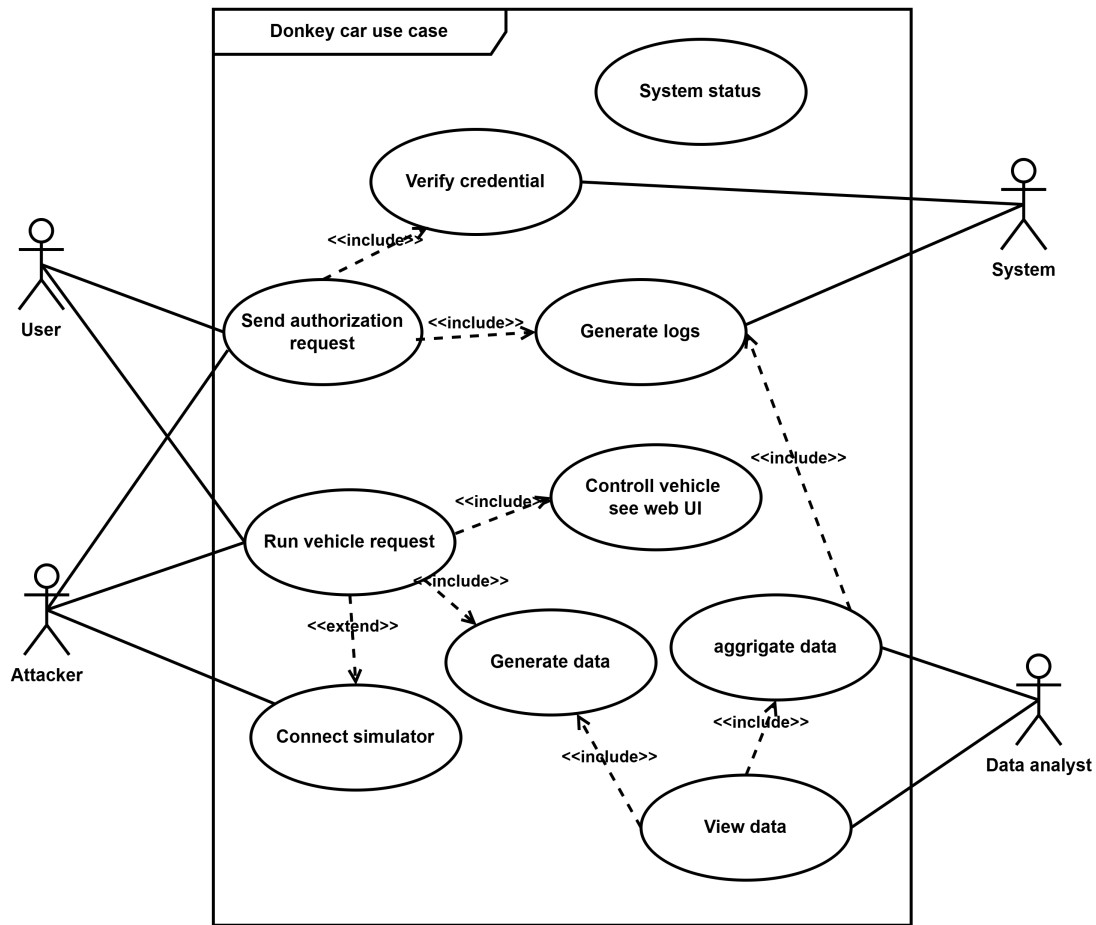 Donkey car use case
System status
Verify credential
<<include>>
System
User
Send authorization
request
<<include>>
Generate logs
<<include>>
Controll vehicle
see web UI
<<include>>
Run vehicle request
<<include>>
<<extend>>
Attacker
Generate data
aggrigate data
<<include>>
Connect simulator
<<include>>
Data analyst
View data